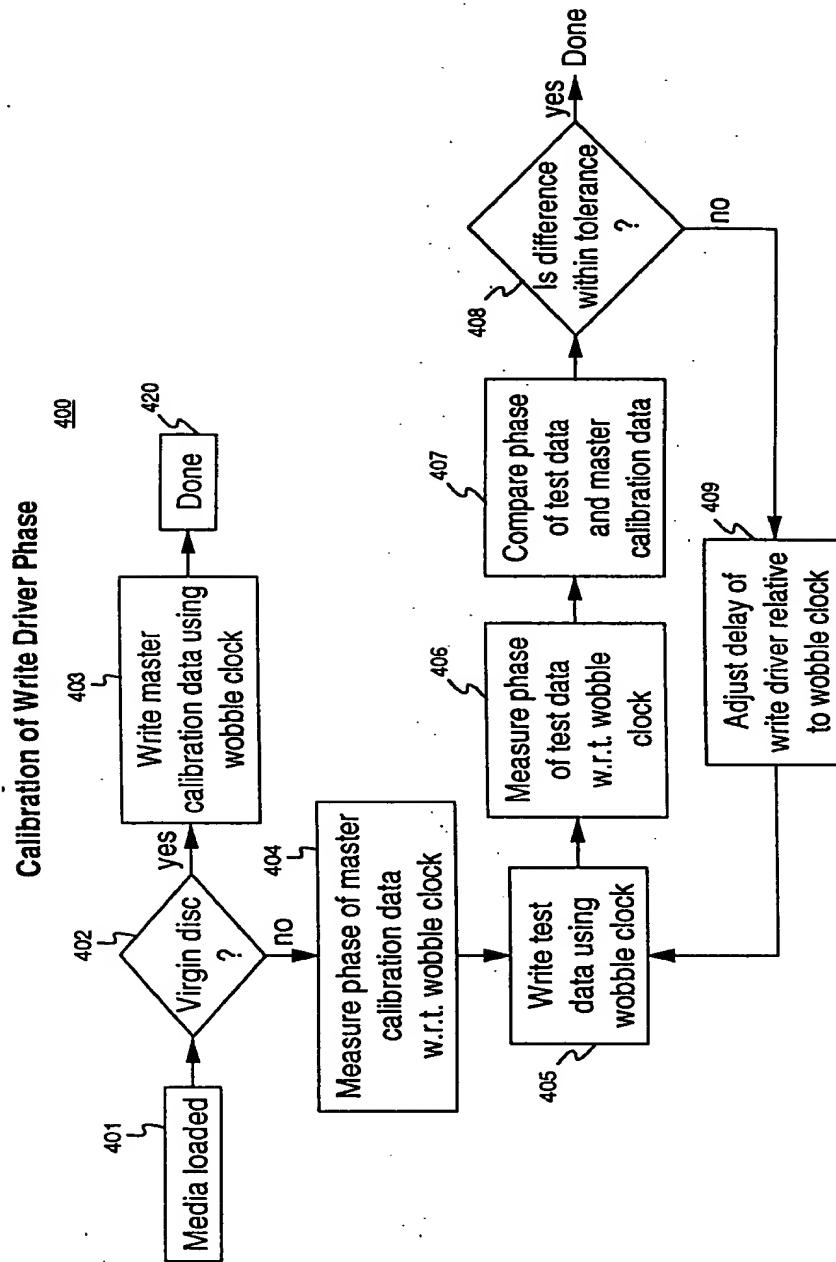 Calibration of Write Driver Phase
400
401
Media loaded
402
Virgin disc
?
yes
no
403
Write master
calibration data using
wobble clock
420
Done
404
Measure phase of master
calibration data
w.r.t. wobble clock
405
Write test
data using
wobble clock
406
Measure phase
of test data
w.r.t. wobble
clock
407
Compare phase
of test data
and master
calibration data
408
Is difference
within tolerance
?
yes
Done
no
409
Adjust delay of
write driver relative
to wobble clock